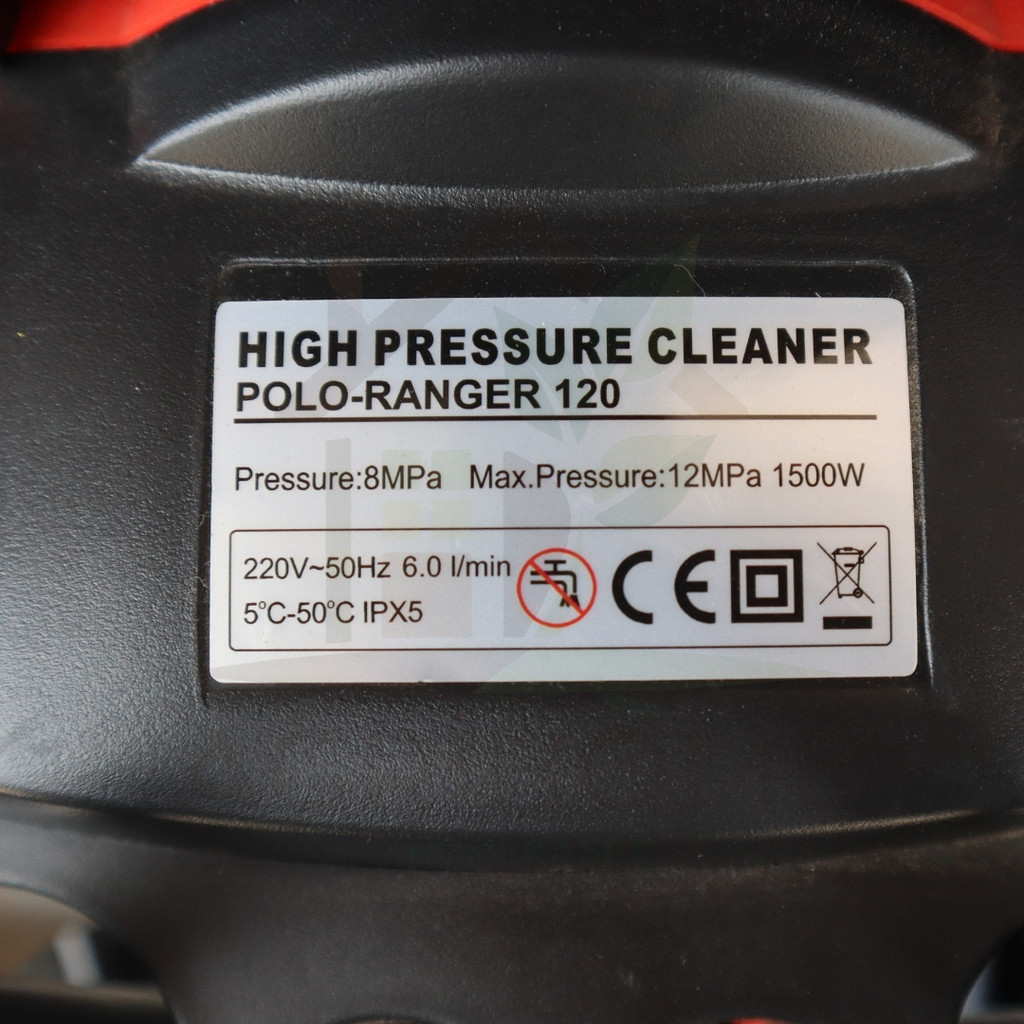 HIGH PRESSURE CLEANER
POLO-RANGER 120
Pressure:8MPa Max.Pressure:12MPa 1500W
220V~50Hz 6.0 l/min
5°C-50°C IPX5
CE